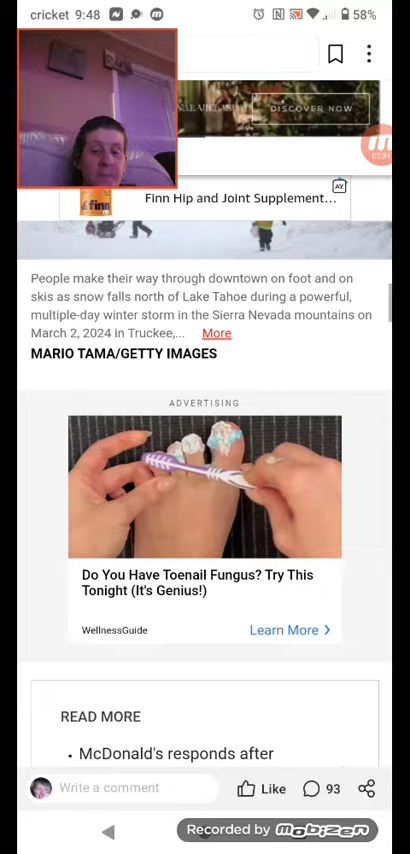 cricket 9:48
58%
DISCOVER NOW
02:34
finn
Finn Hip and Joint Supplement...
People make their way through downtown on foot and on
skis as snow falls north of Lake Tahoe during a powerful,
multiple-day winter storm in the Sierra Nevada mountains on
March 2, 2024 in Truckee,... More
MARIO TAMA/GETTY IMAGES
ADVERTISING
Do You Have Toenail Fungus? Try This
Tonight (It's Genius!)
WellnessGuide
Learn More >
READ MORE
• McDonald's responds after
Write a comment
Like
93
Recorded by mobizen